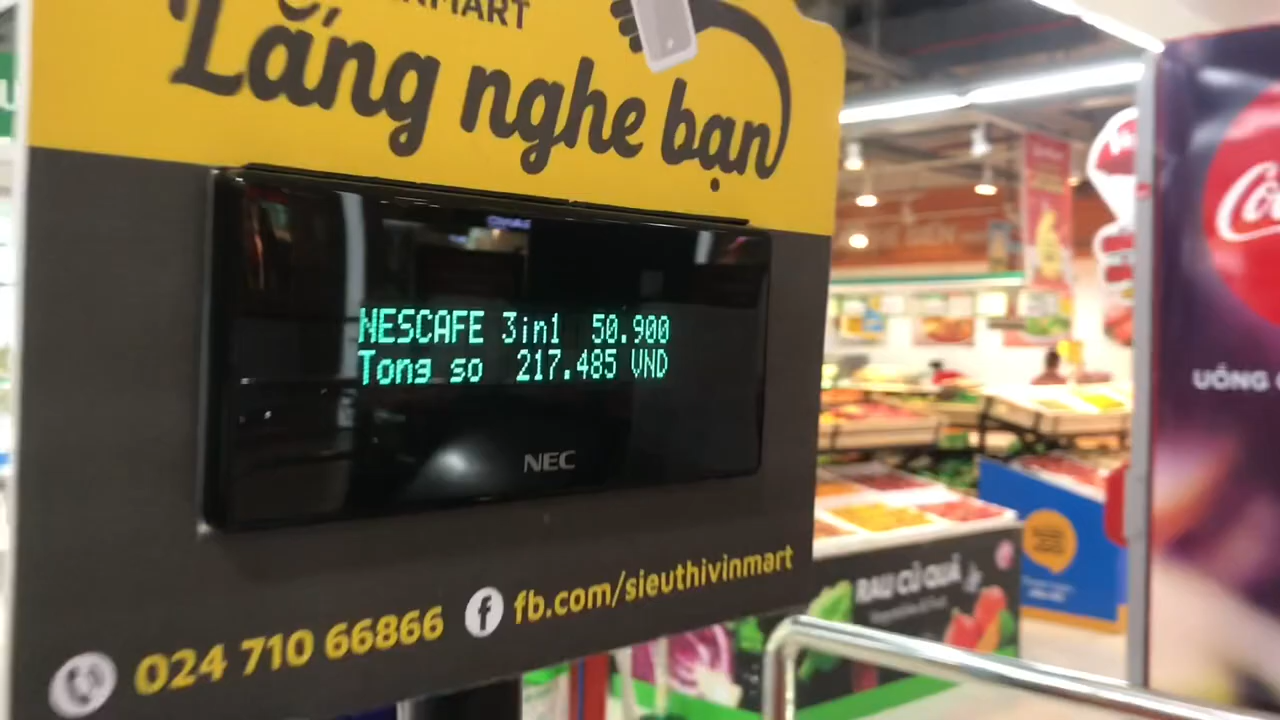 Lắng nghe bạn
NESCAFE 3in1 50.900
Tong so 217.485 VND
NEC
024 710 66866
fb.com/sieuthivinmart
RAU CỦ QUẢ
UỐNG